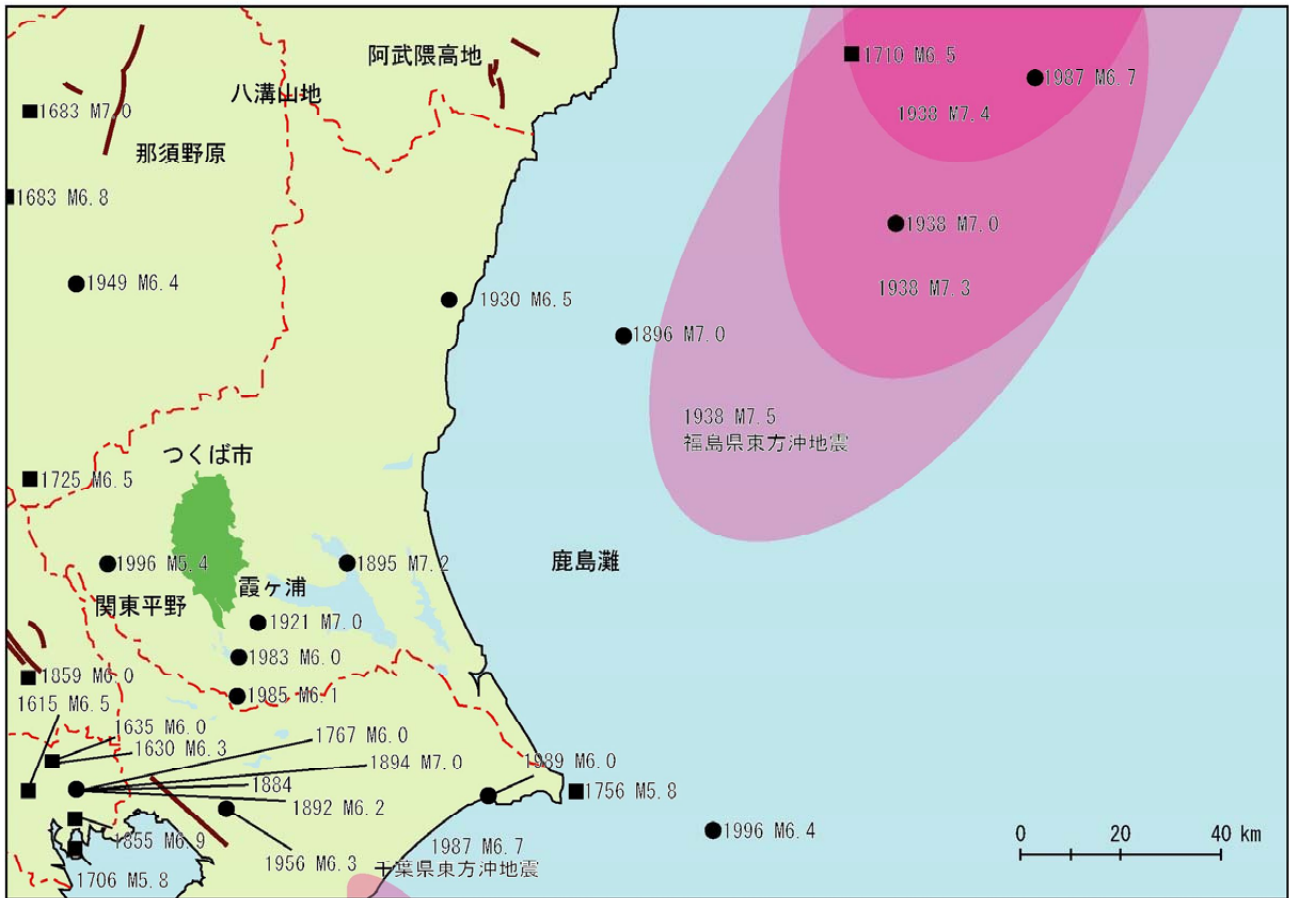 阿武隈高地
1710 M6.5
1987 M6.7
八溝山地
1683 M7.0
1938 M7.4
那須野原
1683 M6.8
1938 M7.0
1949 M6.4
1938 M7.3
1930 M6.5
1896 M7.0
1938 M7.5
福島県東方沖地震
つくば市
1725 M6.5
1996 M5.4
1895 M7.2
鹿島灘
霞ヶ浦
関東平野
1921 M7.0
1983 M6.0
1859 M6.0
1985 M6.1
1615 M6.5
1635 M6.0
1767 M6.0
1630 M6.3
1894 M7.0
1989 M6.0
1884
1756 M5.8
1892 M6.2
1996 M6.4
0 20 40 km
1855 M6.9
1987 M6.7
千葉県東方沖地震
1956 M6.3
1706 M5.8